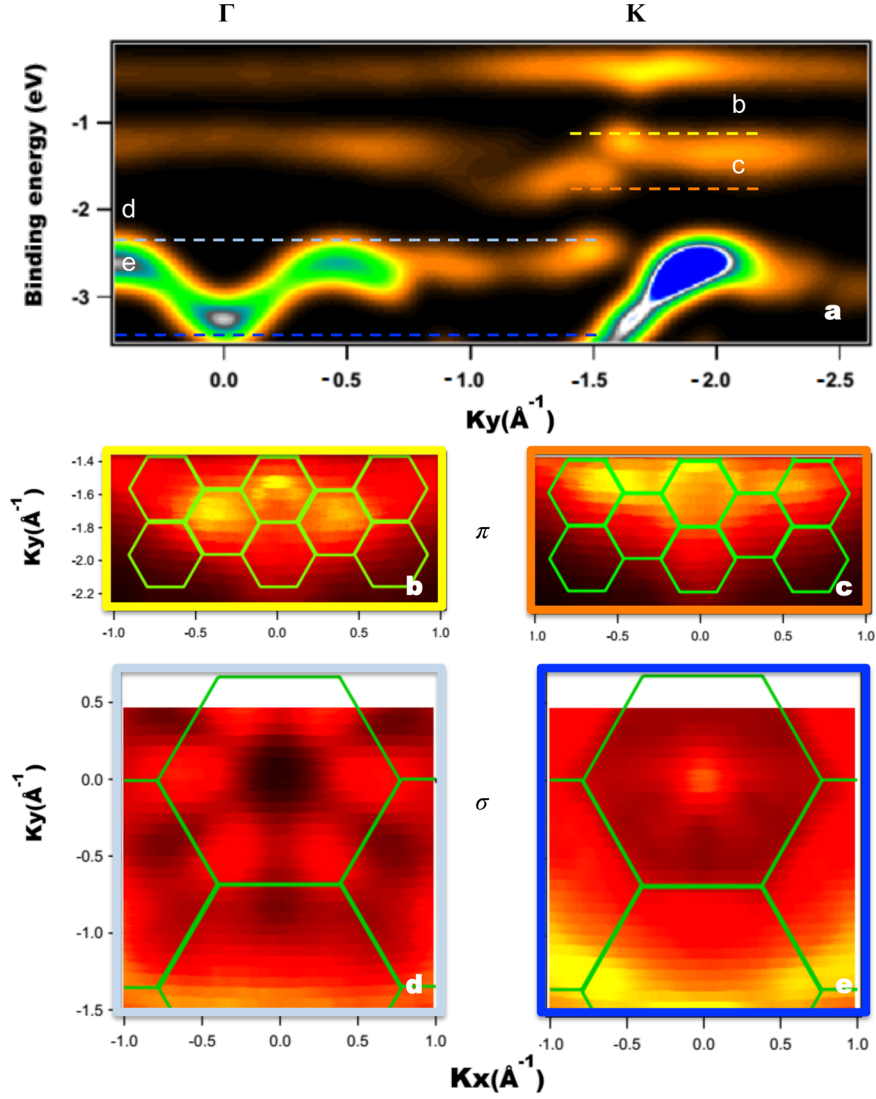 Γ K
Binding energy (eV)
-1
-2
-3
b
c
d
e
a
0.0 -0.5 -1.0 -1.5 -2.0 -2.5
Ky(Å⁻¹)
Ky(Å⁻¹)
-1.4
-1.6
-1.8
-2.0
-2.2
b
π
c
-1.0 -0.5 0.0 0.5 1.0
1.0 -0.5 0.0 0.5 1.0
Ky(Å⁻¹)
0.5
0.0
-0.5
-1.0
-1.5
d
σ
e
-1.0 -0.5 0.0 0.5 1.0
-1.0 -0.5 0.0 0.5 1.0
Kx(Å⁻¹)